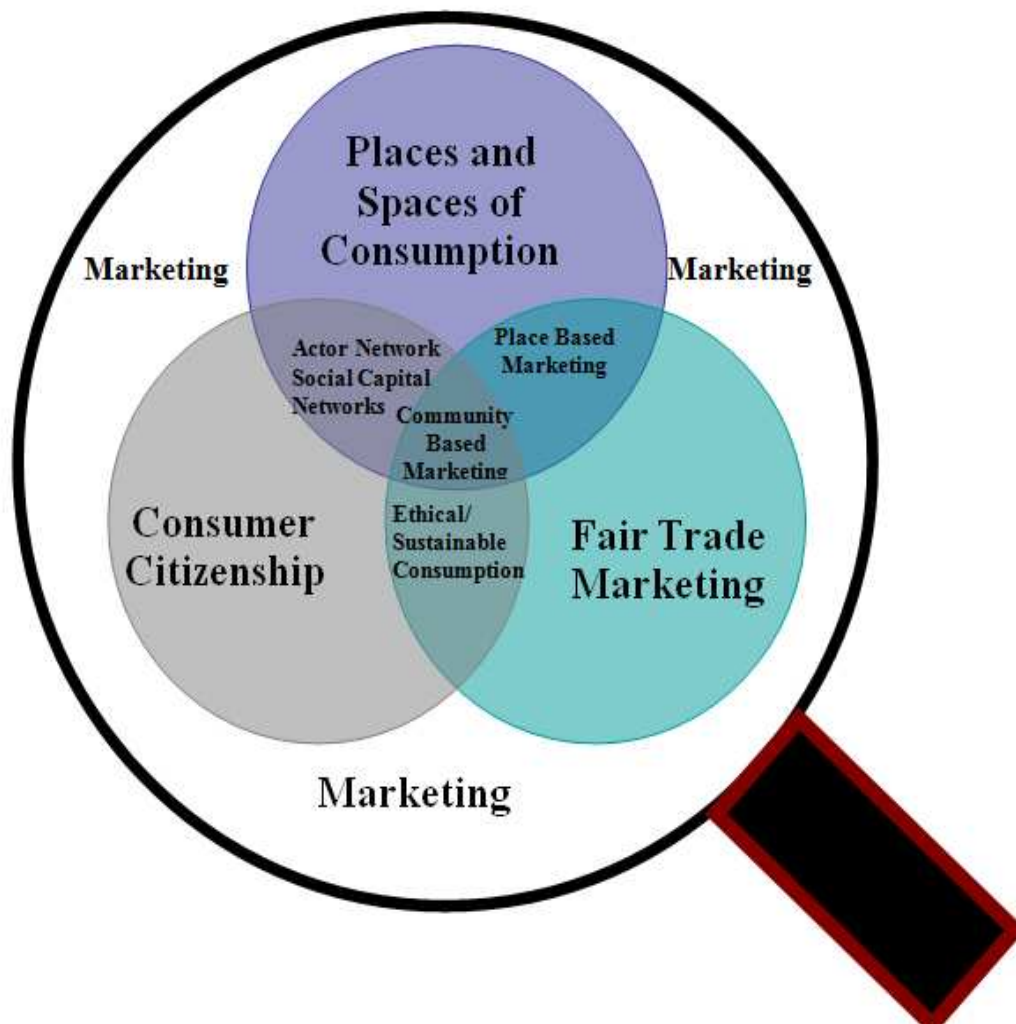 Places and
Spaces of
Consumption
Marketing
Marketing
Actor Network
Social Capital
Networks
Place Based
Marketing
Community
Based
Marketing
Ethical/
Sustainable
Consumption
Consumer
Citizenship
Fair Trade
Marketing
Marketing